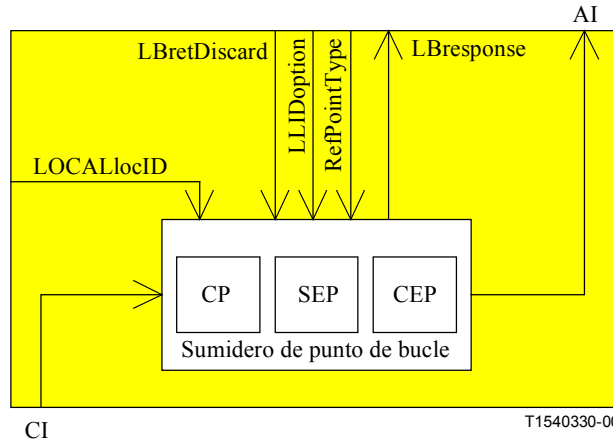 AI
LBretDiscard
LLIDoption
RefPointType
LBresponse
LOCALlocID
CP
SEP
CEP
Sumidero de punto de bucle
CI
T1540330-00